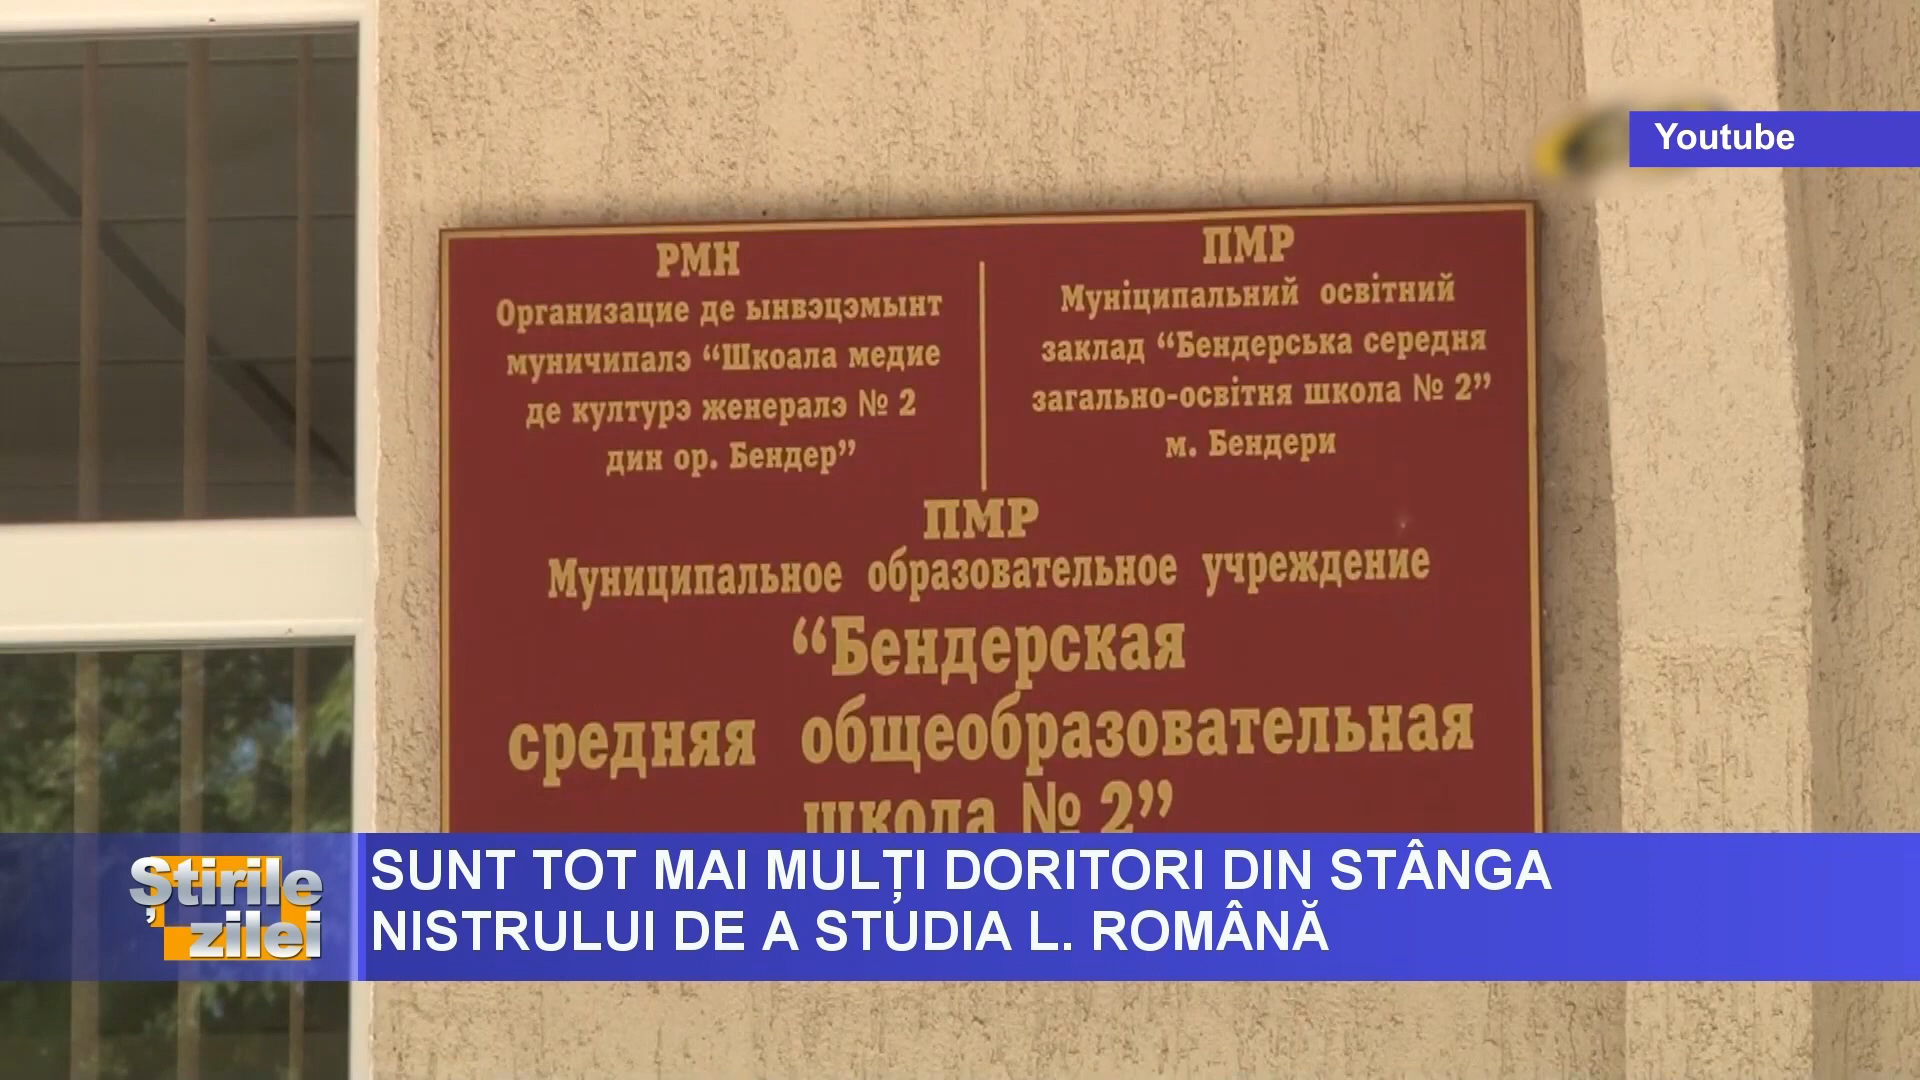 Youtube
РМН
Организацие де ынвэцэмынт
муничипалэ “Школа медие
де културэ женералэ № 2
дин ор. Бендер”
ПМР
Муніципальний освітний
заклад “Бендерська середня
загально-освітня школа № 2”
м. Бендери
ПМР
Муниципальное образовательное учреждение
“Бендерская
средняя общеобразовательная
школа № 2”
Știrile
zilei
SUNT TOT MAI MULȚI DORITORI DIN STÂNGA
NISTRULUI DE A STUDIA L. ROMÂNĂ